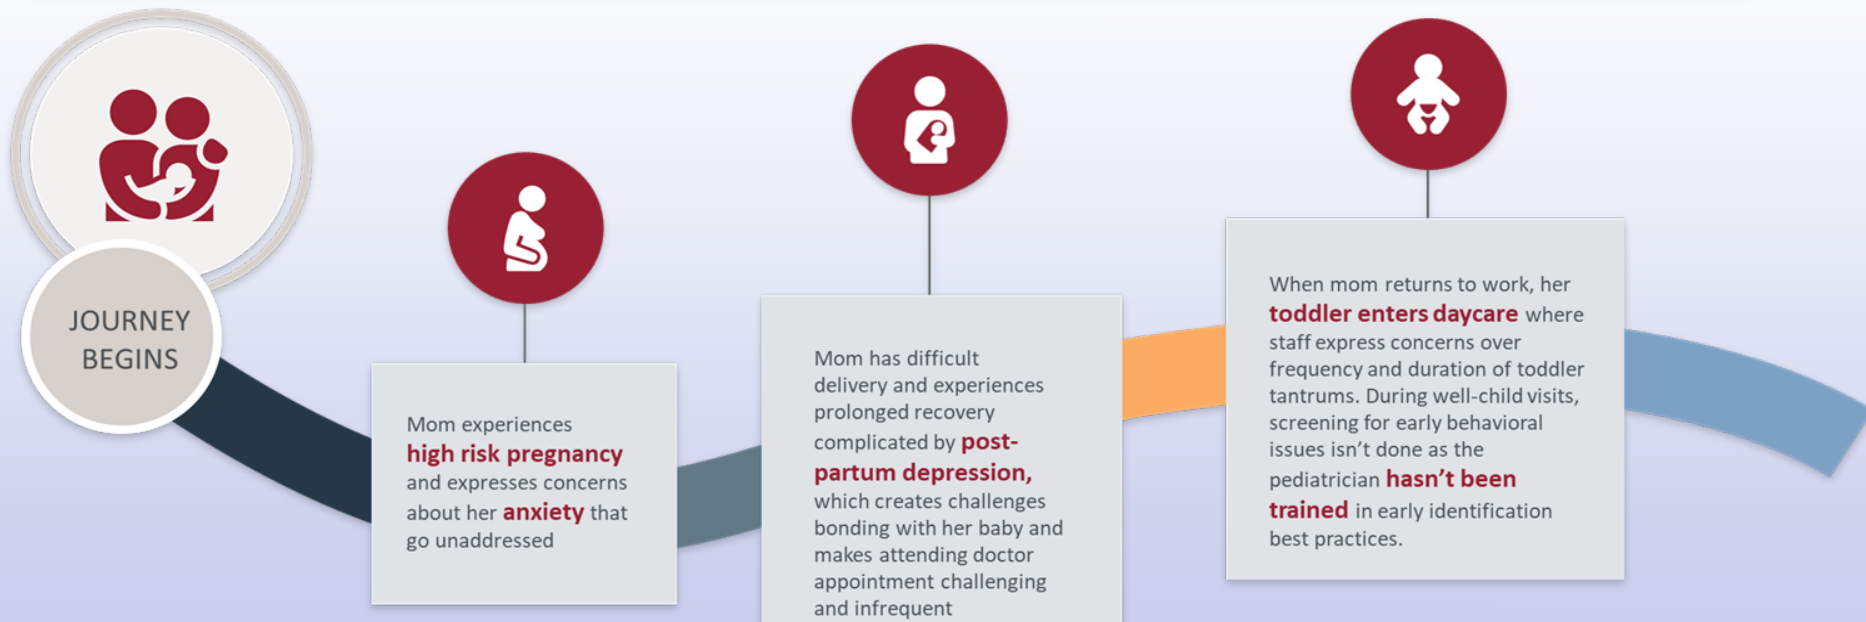 JOURNEY
BEGINS
Mom experiences
high risk pregnancy
and expresses concerns
about her anxiety that
go unaddressed
Mom has difficult
delivery and experiences
prolonged recovery
complicated by post-
partum depression,
which creates challenges
bonding with her baby and
makes attending doctor
appointment challenging
and infrequent
When mom returns to work, her
toddler enters daycare where
staff express concerns over
frequency and duration of toddler
tantrums. During well-child visits,
screening for early behavioral
issues isn’t done as the
pediatrician hasn’t been
trained in early identification
best practices.